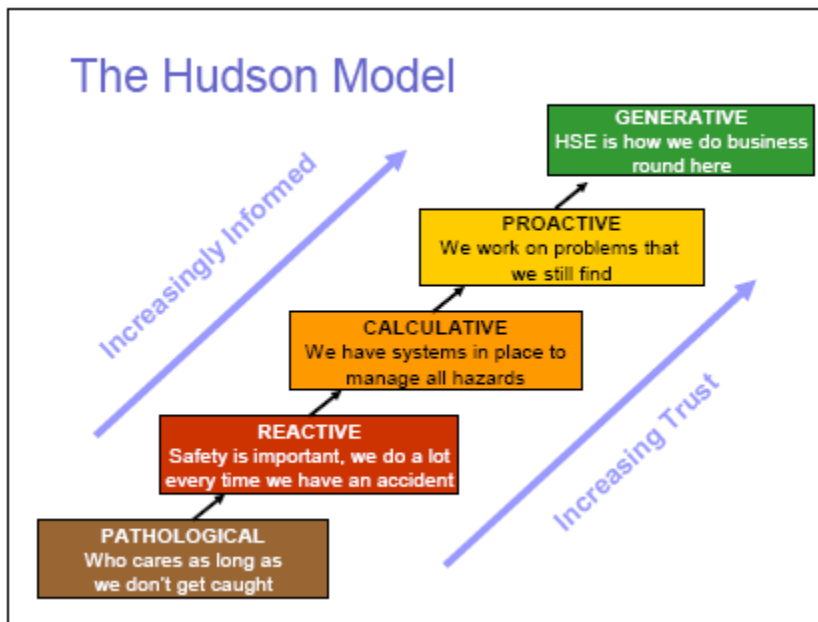 The Hudson Model
GENERATIVE
HSE is how we do business
round here
PROACTIVE
We work on problems that
we still find
Increasingly Informed
CALCULATIVE
We have systems in place to
manage all hazards
Increasing Trust
REACTIVE
Safety is important, we do a lot
every time we have an accident
PATHOLOGICAL
Who cares as long as
we don't get caught